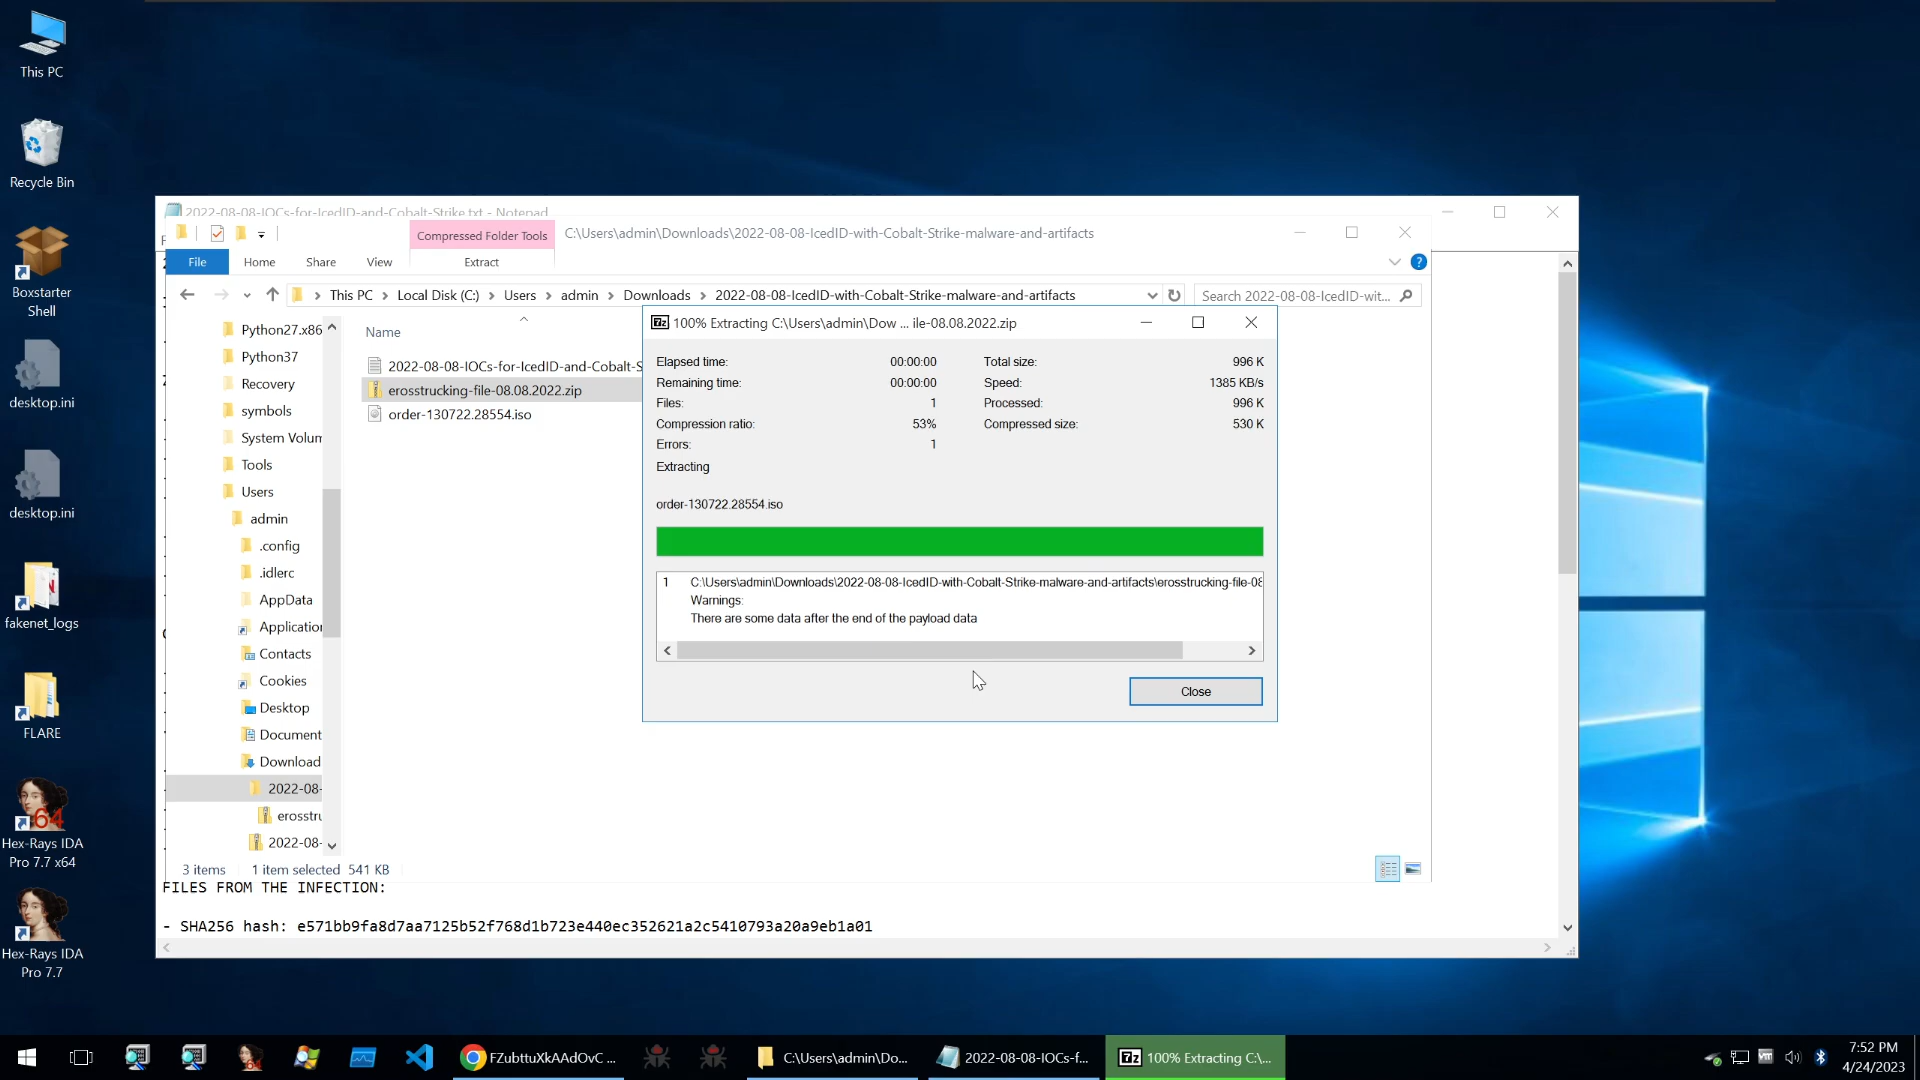 This PC
Recycle Bin
Boxstarter
Shell
desktop.ini
desktop.ini
fakenet_logs
FLARE
64
Hex-Rays IDA
Pro 7.7 x64
Hex-Rays IDA
Pro 7.7
2022-08-08-IOCs-for-IcedID-and-Cobalt-Strike.txt - Notepad
Compressed Folder Tools
C:\Users\admin\Downloads\2022-08-08-IcedID-with-Cobalt-Strike-malware-and-artifacts
File
Home
Share
View
Extract
This PC > Local Disk (C:) > Users > admin > Downloads > 2022-08-08-IcedID-with-Cobalt-Strike-malware-and-artifacts
Search 2022-08-08-IcedID-wit...
Python27.x86
Python37
Recovery
symbols
System Volum
Tools
Users
admin
.config
.idlerc
AppData
Application
Contacts
Cookies
Desktop
Document
Download
2022-08-
erosstru
2022-08-
Name
2022-08-08-IOCs-for-IcedID-and-Cobalt-S
erosstrucking-file-08.08.2022.zip
order-130722.28554.iso
7z 100% Extracting C:\Users\admin\Dow ... ile-08.08.2022.zip
Elapsed time: 00:00:00 Total size: 996 K
Remaining time: 00:00:00 Speed: 1385 KB/s
Files: 1 Processed: 996 K
Compression ratio: 53% Compressed size: 530 K
Errors: 1
Extracting
order-130722.28554.iso
1 C:\Users\admin\Downloads\2022-08-08-IcedID-with-Cobalt-Strike-malware-and-artifacts\erosstrucking-file-08
Warnings:
There are some data after the end of the payload data
Close
3 items 1 item selected 541 KB
FILES FROM THE INFECTION:
- SHA256 hash: e571bb9fa8d7aa7125b52f768d1b723e440ec352621a2c5410793a20a9eb1a01
FZubttuXkAAdOvC ...
C:\Users\admin\Do...
2022-08-08-IOCs-f...
7z 100% Extracting C:\...
7:52 PM
4/24/2023